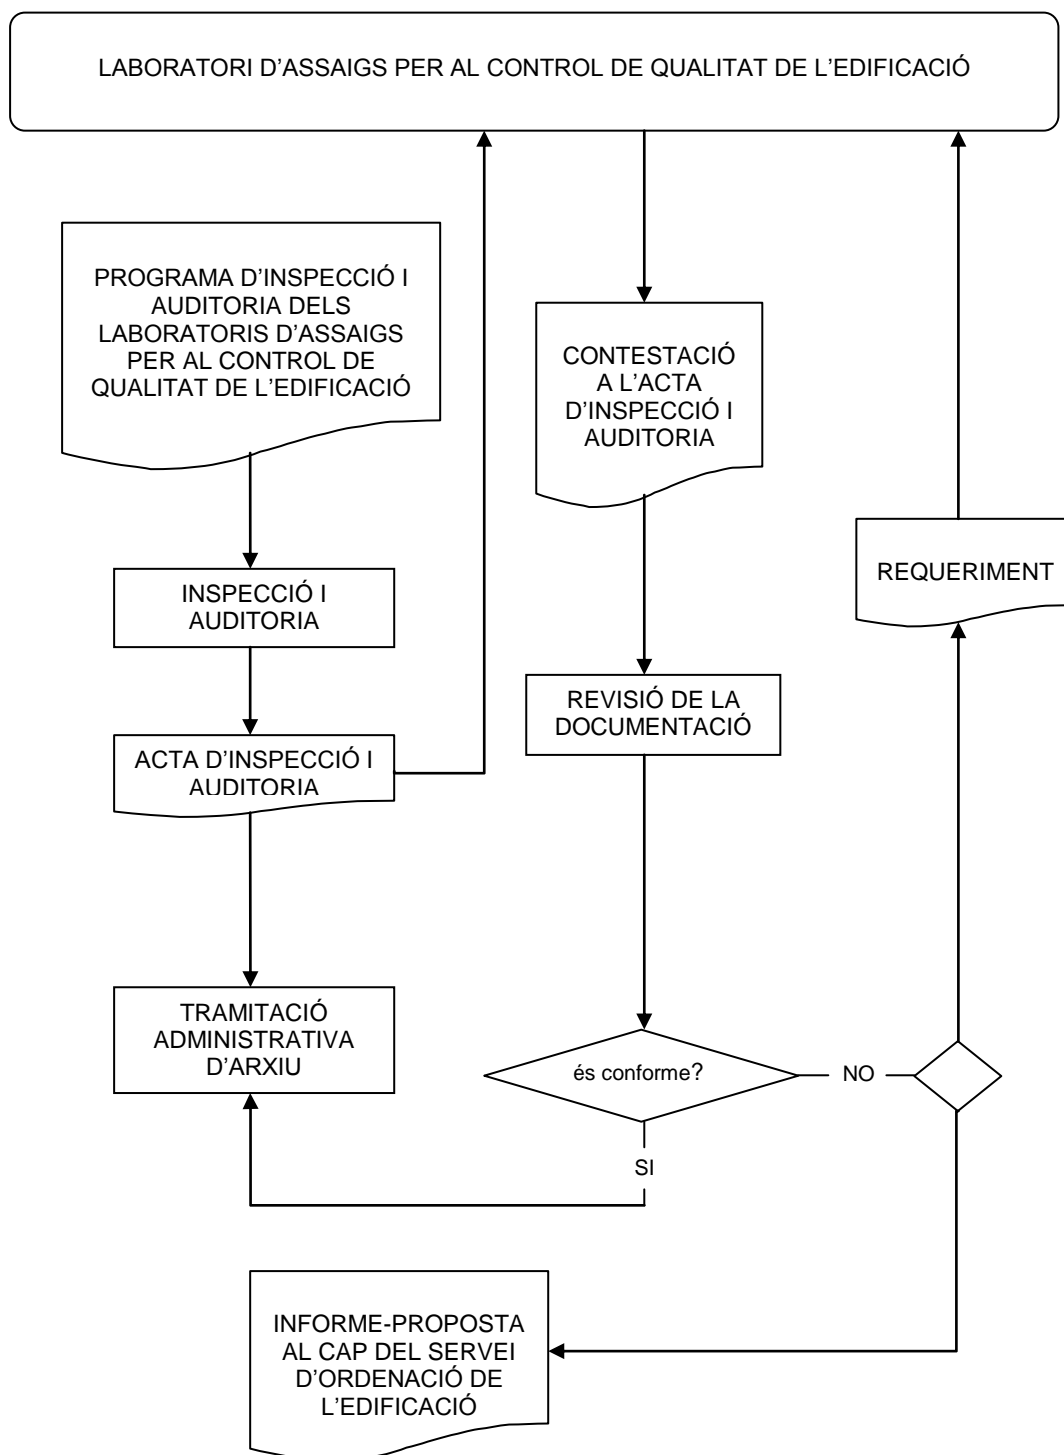 LABORATORI D’ASSAIGS PER AL CONTROL DE QUALITAT DE L’EDIFICACIÓ
PROGRAMA D’INSPECCIÓ I
AUDITORIA DELS
LABORATORIS D’ASSAIGS
PER AL CONTROL DE
QUALITAT DE L’EDIFICACIÓ
CONTESTACIÓ
A L’ACTA
D’INSPECCIÓ I
AUDITORIA
REQUERIMENT
INSPECCIÓ I
AUDITORIA
REVISIÓ DE LA
DOCUMENTACIÓ
ACTA D’INSPECCIÓ I
AUDITORIA
TRAMITACIÓ
ADMINISTRATIVA
D’ARXIU
és conforme?
NO
SI
INFORME-PROPOSTA
AL CAP DEL SERVEI
D’ORDENACIÓ DE
L’EDIFICACIÓ